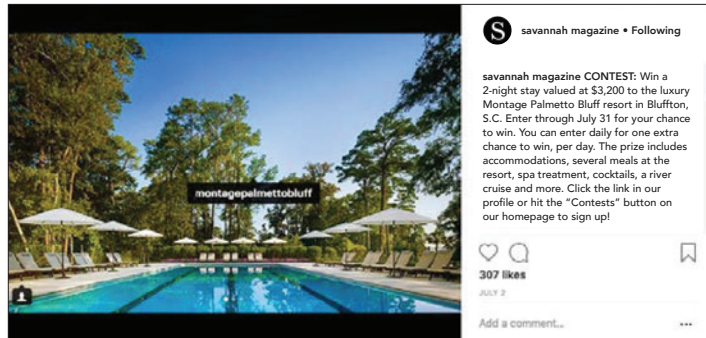 montagepalmettobluff
S
savannah magazine • Following
savannah magazine CONTEST: Win a
2-night stay valued at $3,200 to the luxury
Montage Palmetto Bluff resort in Bluffton,
S.C. Enter through July 31 for your chance
to win. You can enter daily for one extra
chance to win, per day. The prize includes
accommodations, several meals at the
resort, spa treatment, cocktails, a river
cruise and more. Click the link in our
profile or hit the “Contests” button on
our homepage to sign up!
307 likes
JULY 2
Add a comment...